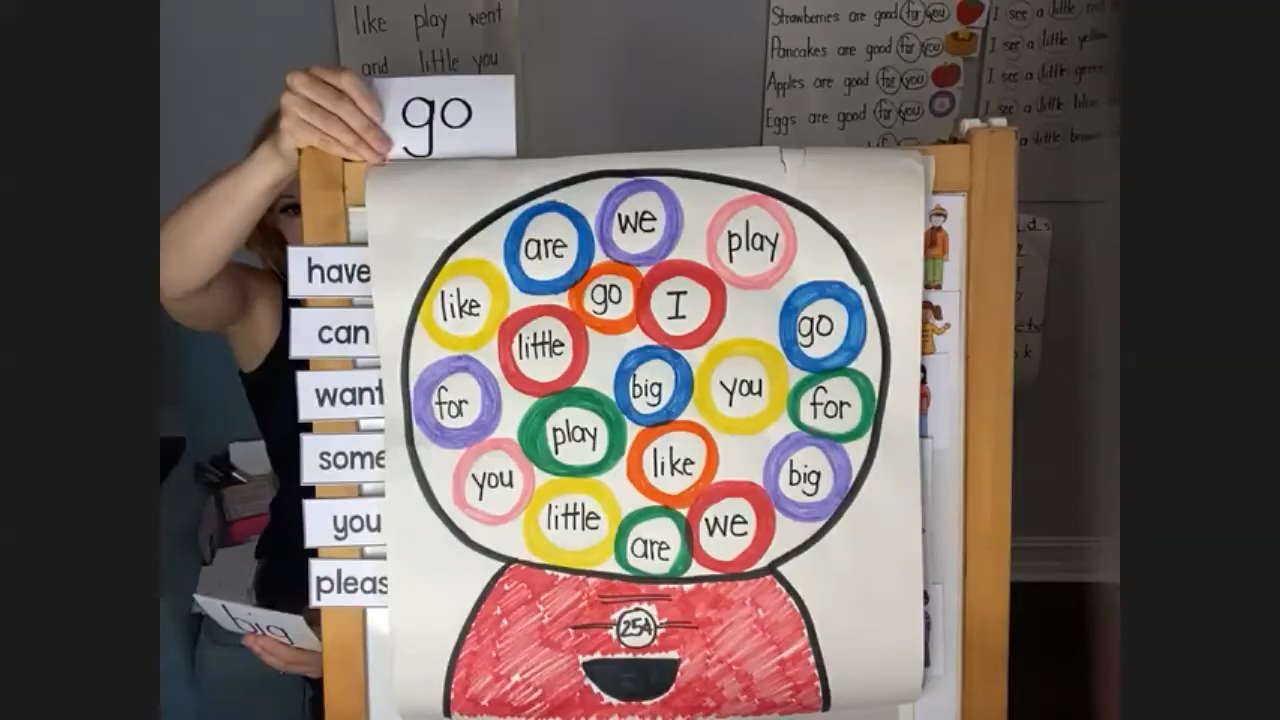 like play went
and little you
go
Strawberries are good for you
Pancakes are good for you
Apples are good for you
Eggs are good for you
I see a little
I see a little yellow
I see a little green
I see a little blue
a little brown
have
can
want
some
you
pleas
big
we
are
play
like
go
I
go
little
big
you
for
for
play
like
big
you
little
are
we
25¢